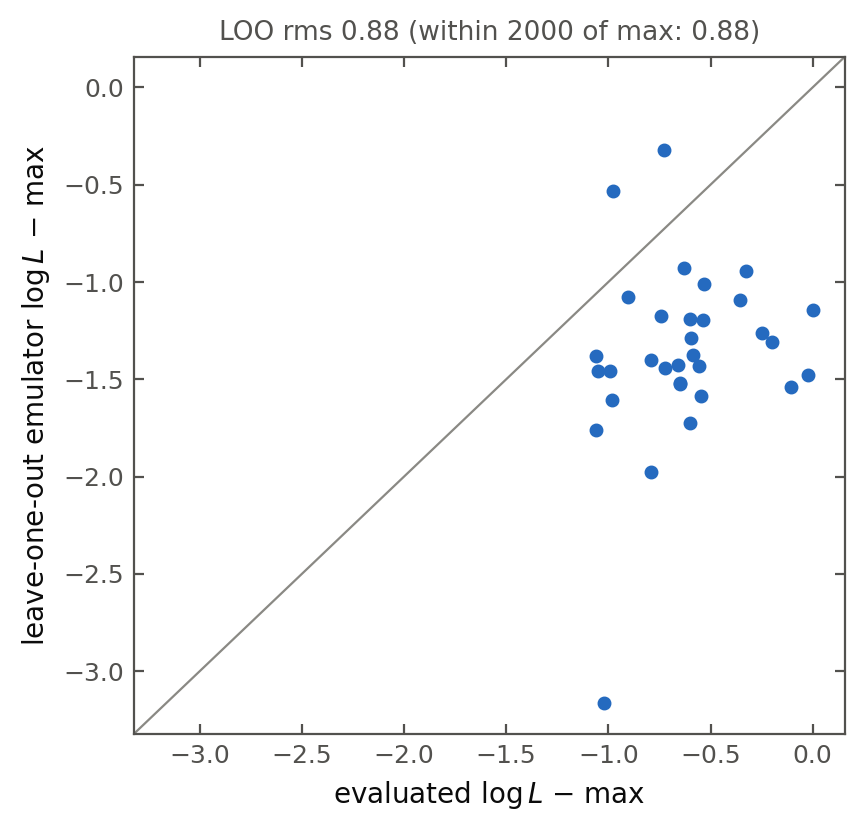 LOO rms 0.88 (within 2000 of max: 0.88)
leave-one-out emulator log L − max
0.0
−0.5
−1.0
−1.5
−2.0
−2.5
−3.0
−3.0 −2.5 −2.0 −1.5 −1.0 −0.5 0.0
evaluated log L − max